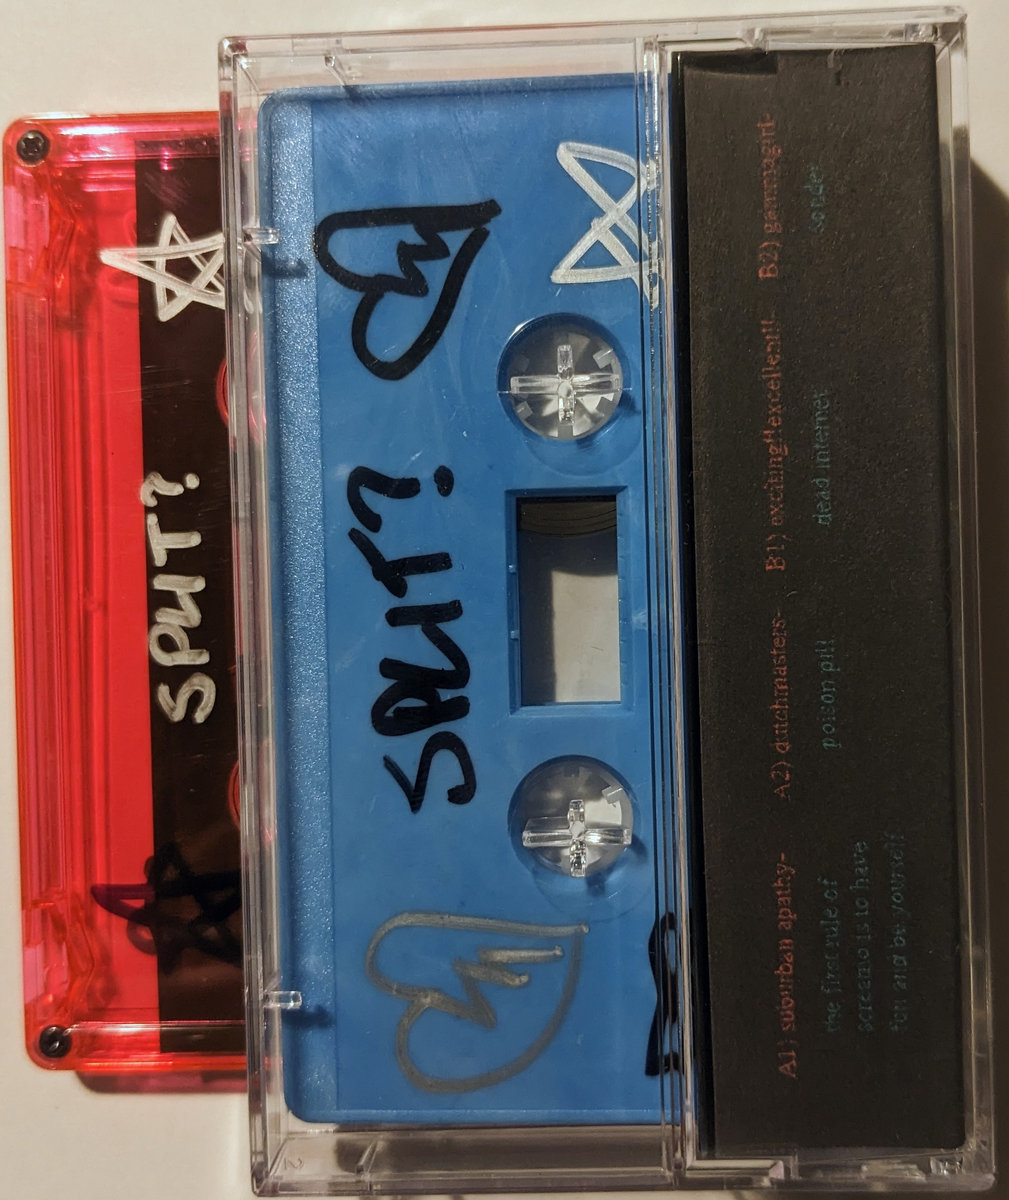 SPLIT?
SPLIT?
A1) suburban apathy-
the first rule of
screamo is to have
fun and be yourself
A2) dutchmasters-
poison pill
B1) exciting!!excellent!!
dead internet
B2) gammagirl-